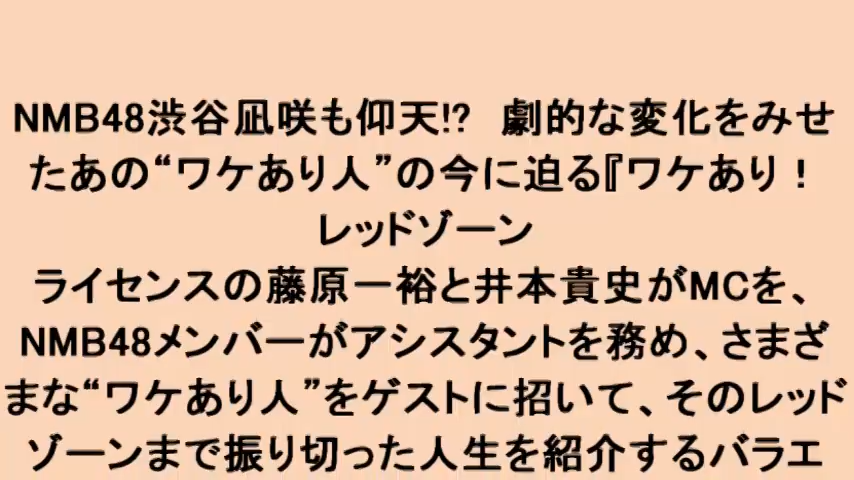 NMB48渋谷凪咲も仰天!?　劇的な変化をみせ
たあの“ワケあり人”の今に迫る『ワケあり！
レッドゾーン
ライセンスの藤原一裕と井本貴史がMCを、
NMB48メンバーがアシスタントを務め、さまざ
まな“ワケあり人”をゲストに招いて、そのレッド
ゾーンまで振り切った人生を紹介するバラエ